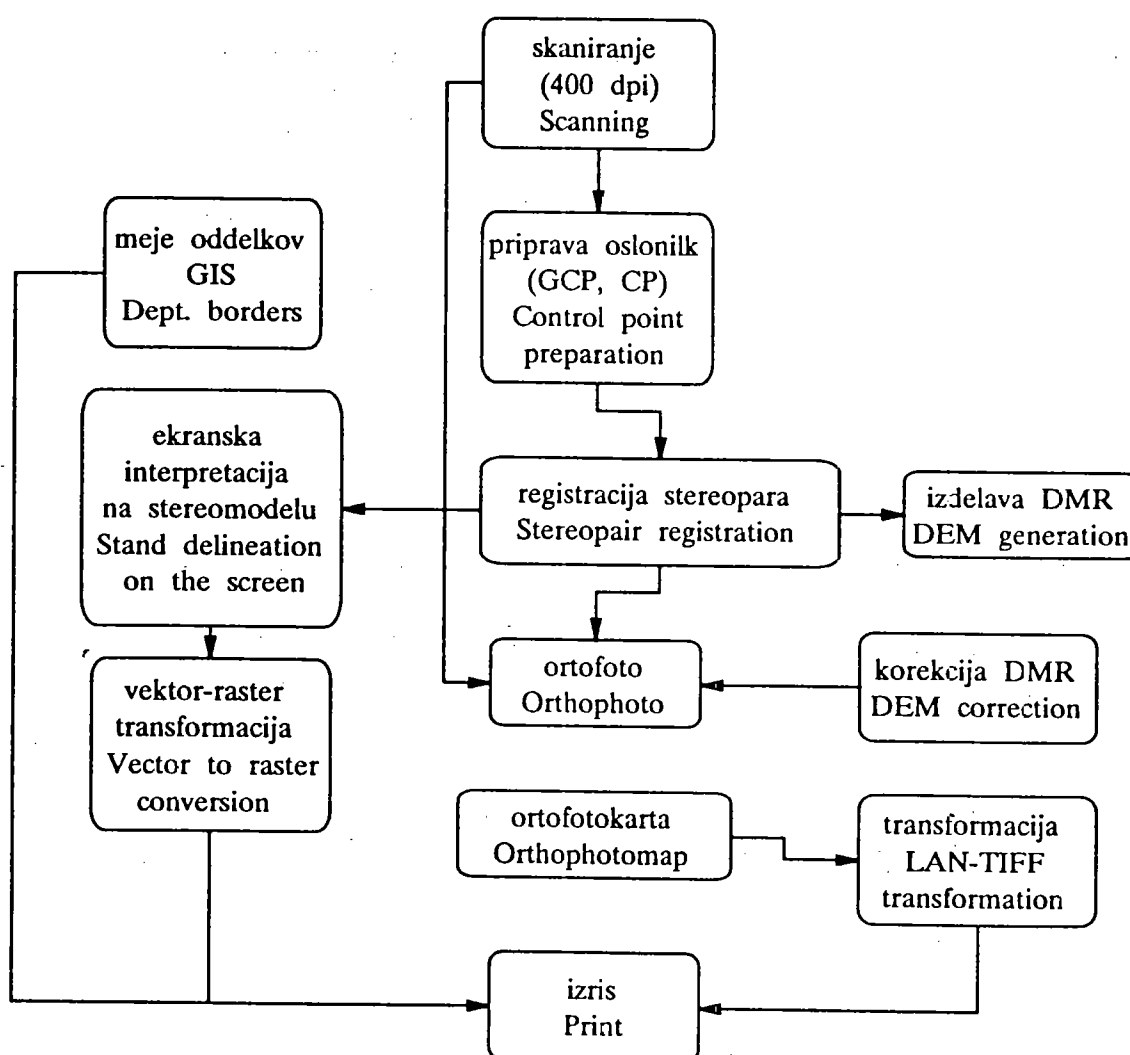 skaniranje
(400 dpi)
Scanning
meje oddelkov
GIS
Dept. borders
priprava oslonilk
(GCP, CP)
Control point
preparation
ekranska
interpretacija
na stereomodelu
Stand delineation
on the screen
registracija stereopara
Stereopair registration
izdelava DMR
DEM generation
vektor-raster
transformacija
Vector to raster
conversion
ortofoto
Orthophoto
korekcija DMR
DEM correction
ortofotokarta
Orthophotomap
transformacija
LAN-TIFF
transformation
izris
Print